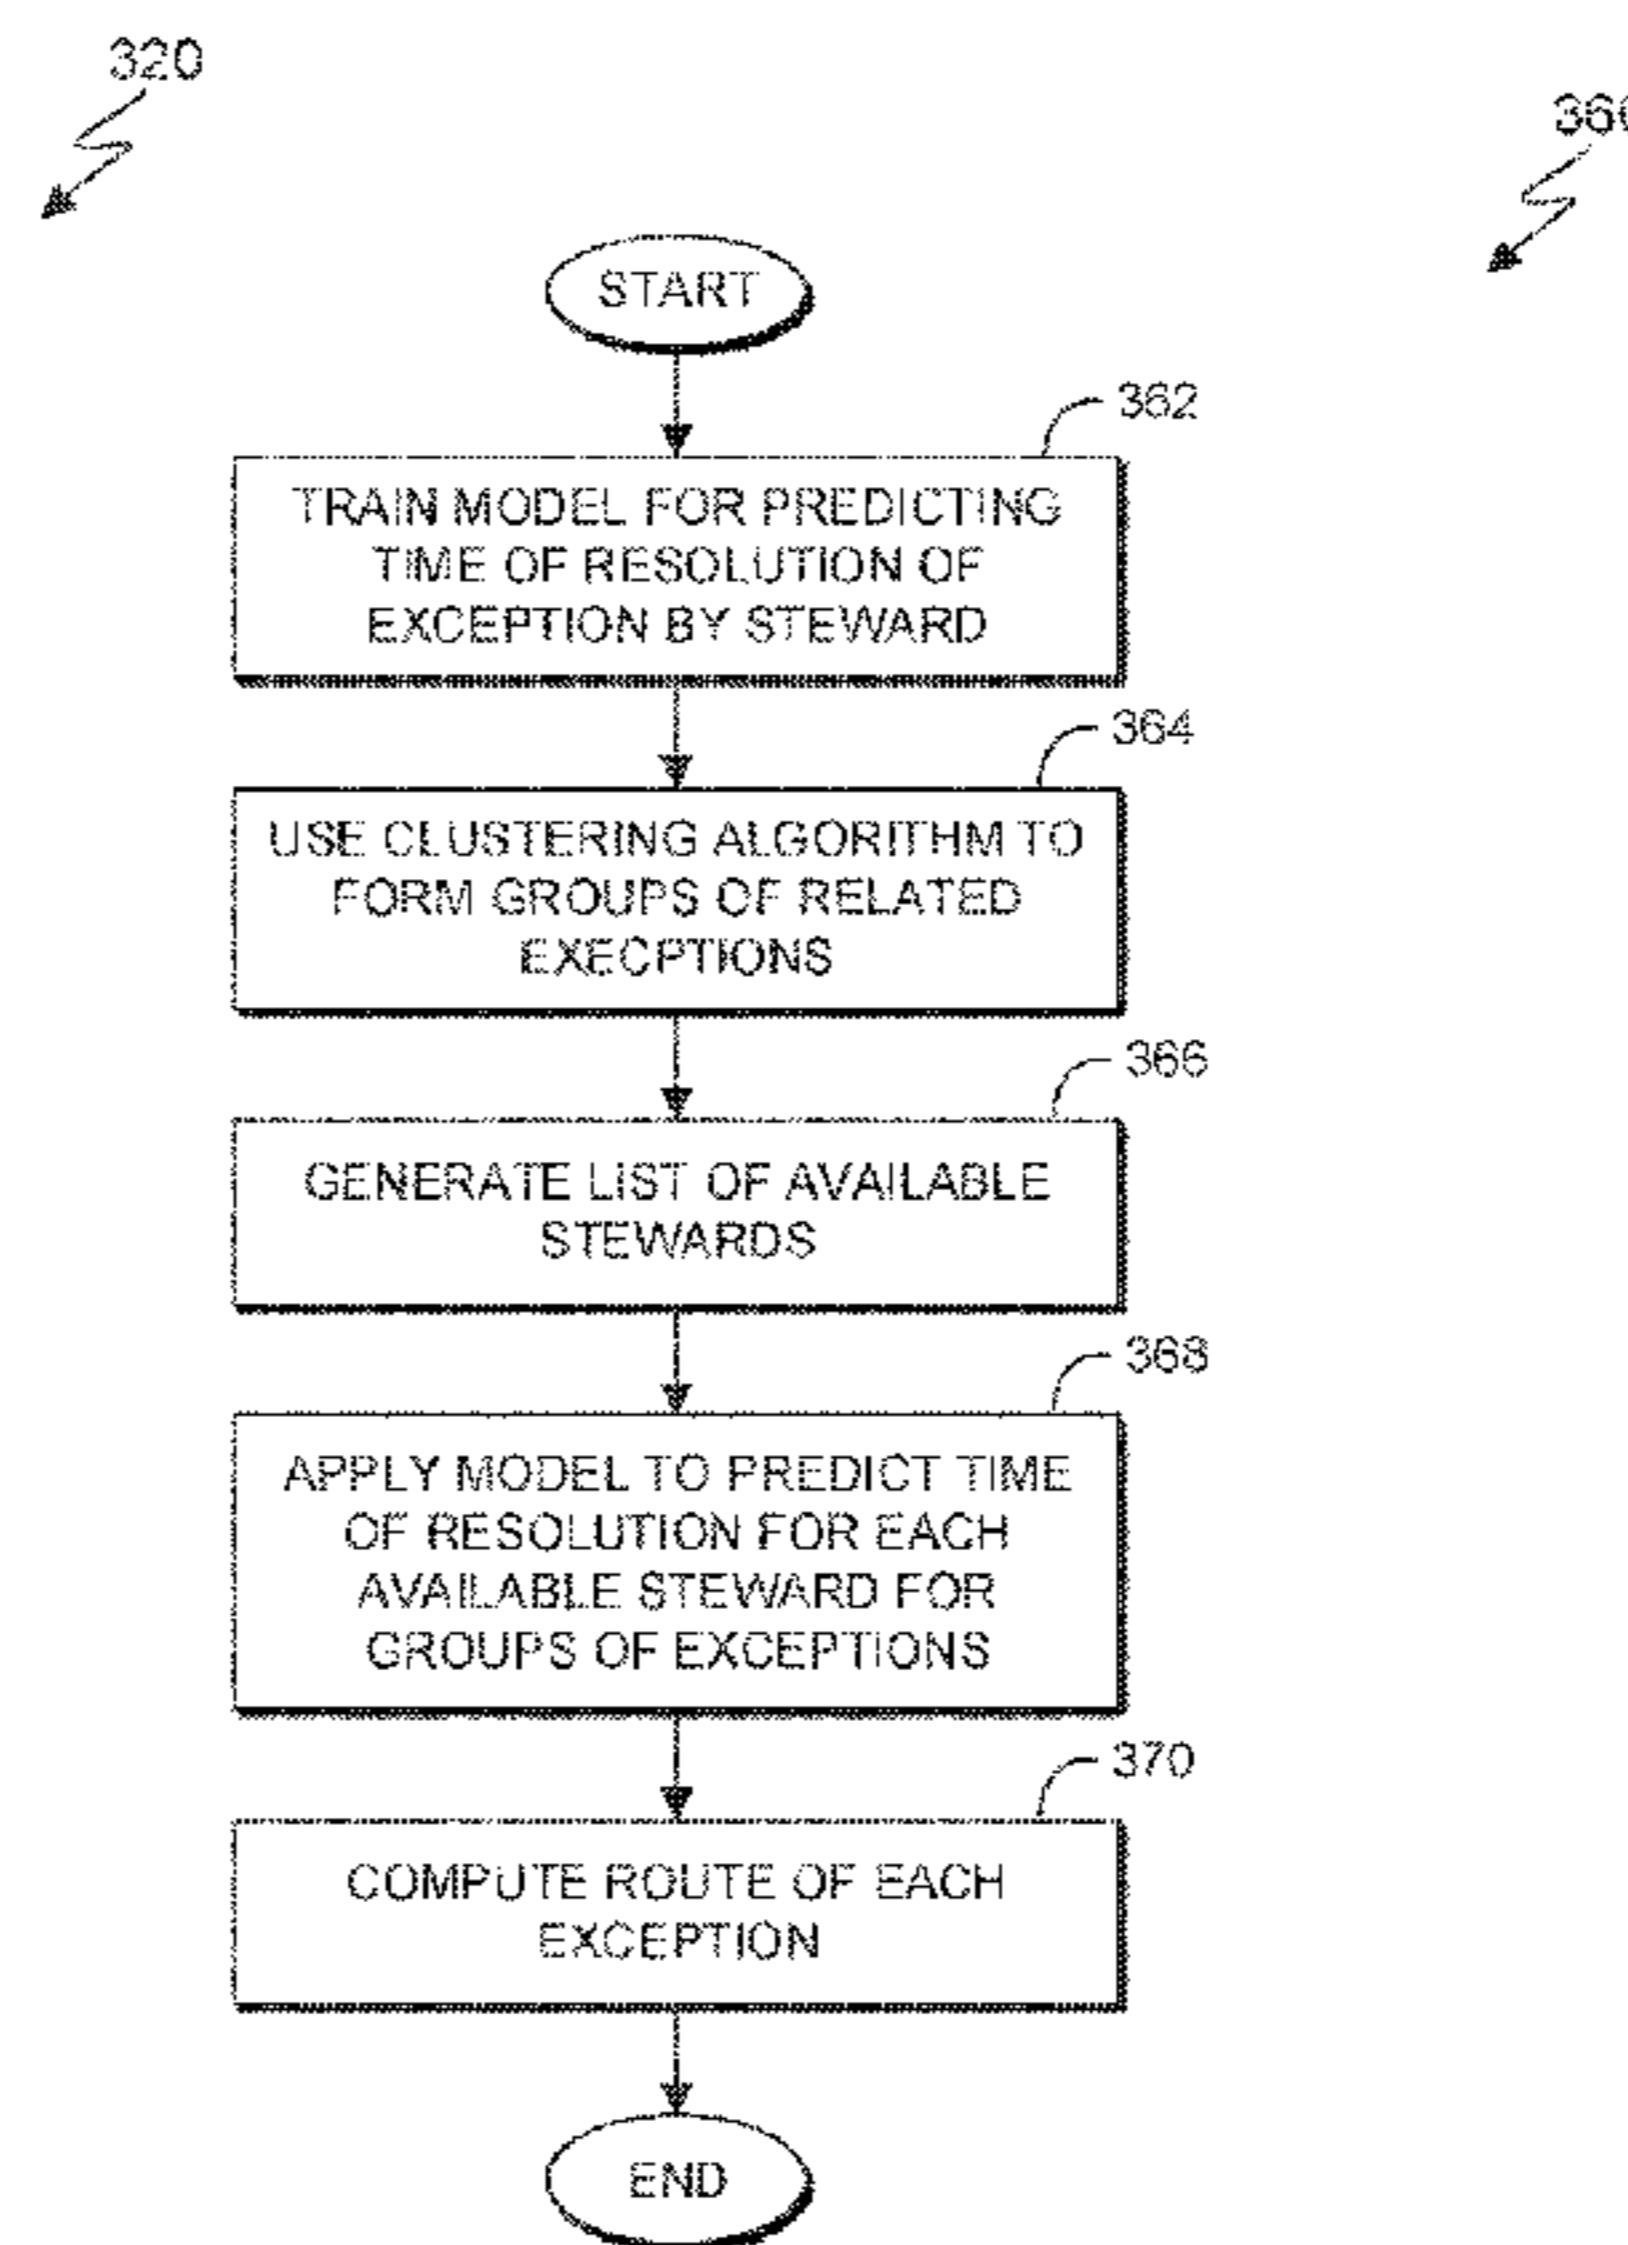 320
360
START
362
TRAIN MODEL FOR PREDICTING
TIME OF RESOLUTION OF
EXCEPTION BY STEWARD
364
USE CLUSTERING ALGORITHM TO
FORM GROUPS OF RELATED
EXECPTIONS
366
GENERATE LIST OF AVAILABLE
STEWARDS
368
APPLY MODEL TO PREDICT TIME
OF RESOLUTION FOR EACH
AVAILABLE STEWARD FOR
GROUPS OF EXCEPTIONS
370
COMPUTE ROUTE OF EACH
EXCEPTION
END